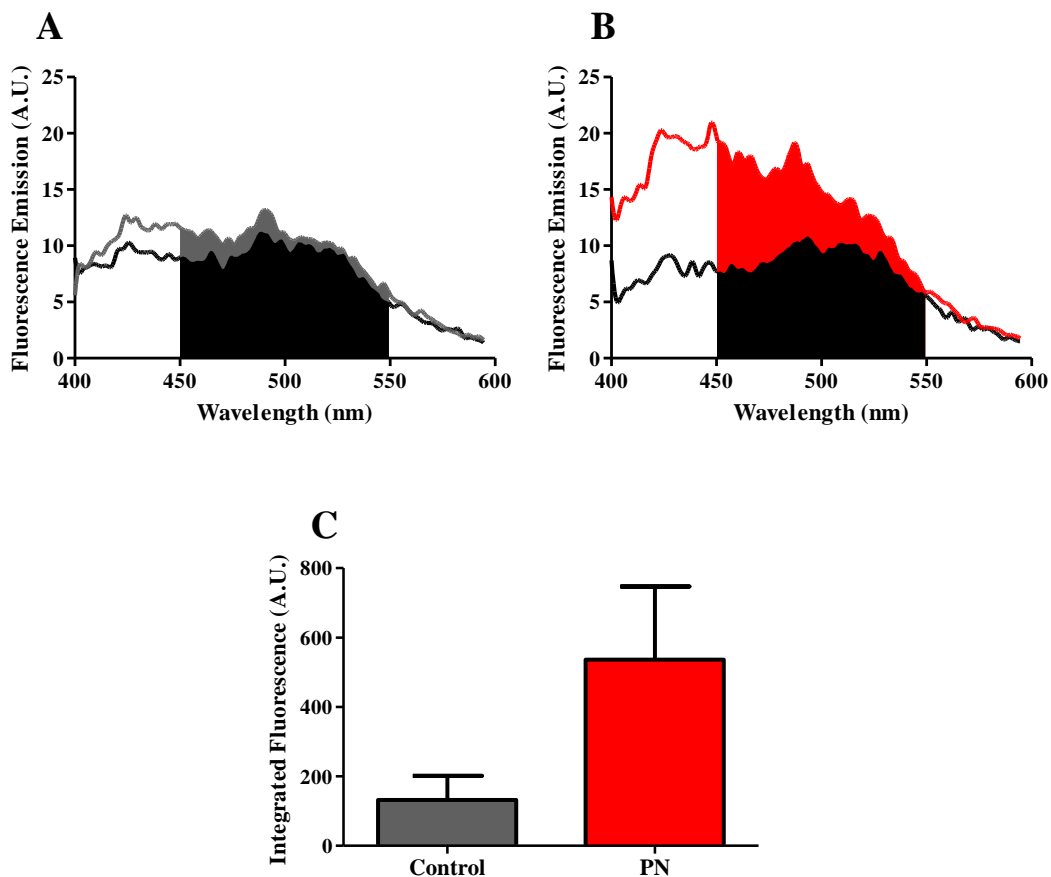 A
Fluorescence Emission (A.U.)
25
20
15
10
5
0
400
450
500
550
600
Wavelength (nm)
B
Fluorescence Emission (A.U.)
25
20
15
10
5
0
400
450
500
550
600
Wavelength (nm)
C
Integrated Fluorescence (A.U.)
800
600
400
200
0
Control
PN